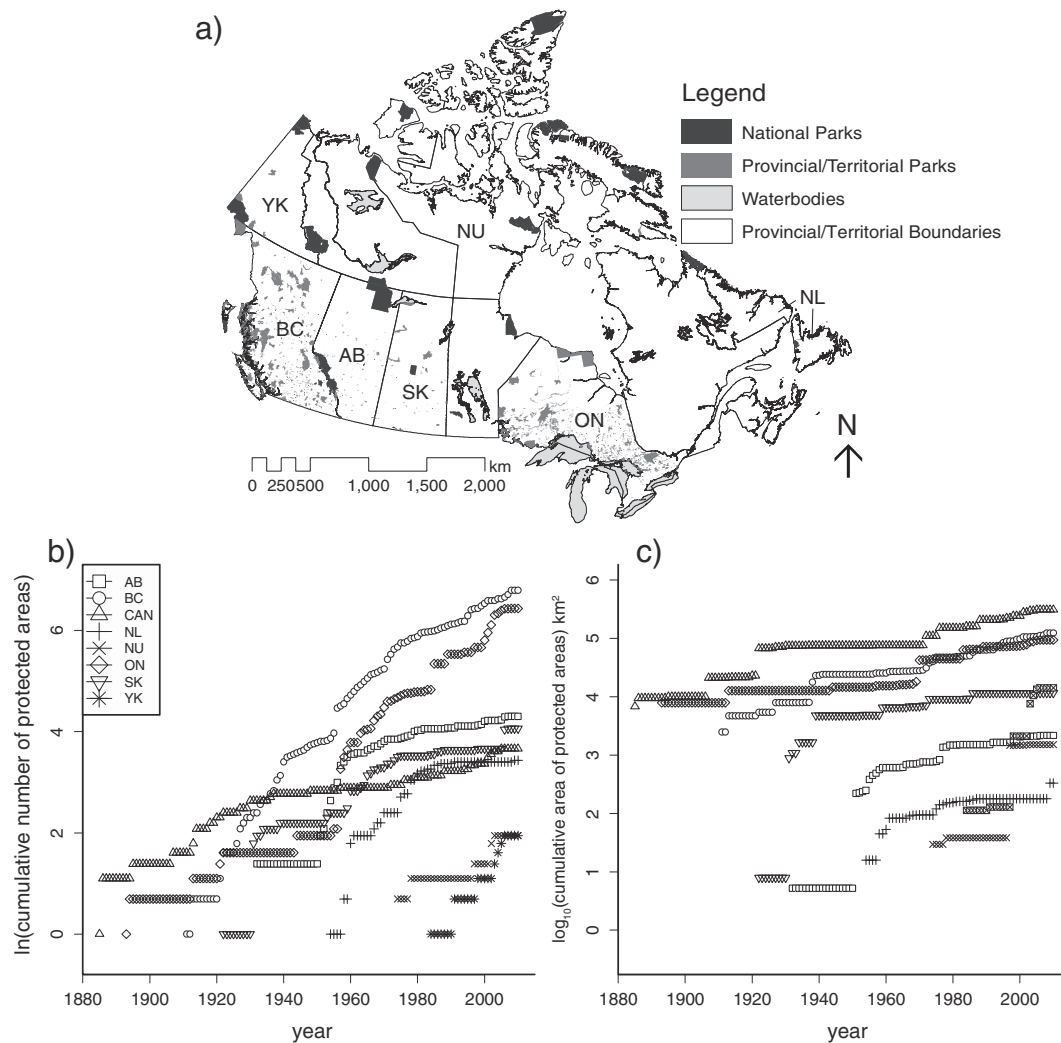 a)
Legend
National Parks
Provincial/Territorial Parks
Waterbodies
Provincial/Territorial Boundaries
YK
NU
NL
BC
AB
SK
ON
N
km
0 250 500 1,000 1,500 2,000
b)
ln(cumulative number of protected areas)
AB
BC
CAN
NL
NU
ON
SK
YK
6
4
2
0
1880 1900 1920 1940 1960 1980 2000
year
c)
log10(cumulative area of protected areas) km²
6
5
4
3
2
1
0
1880 1900 1920 1940 1960 1980 2000
year